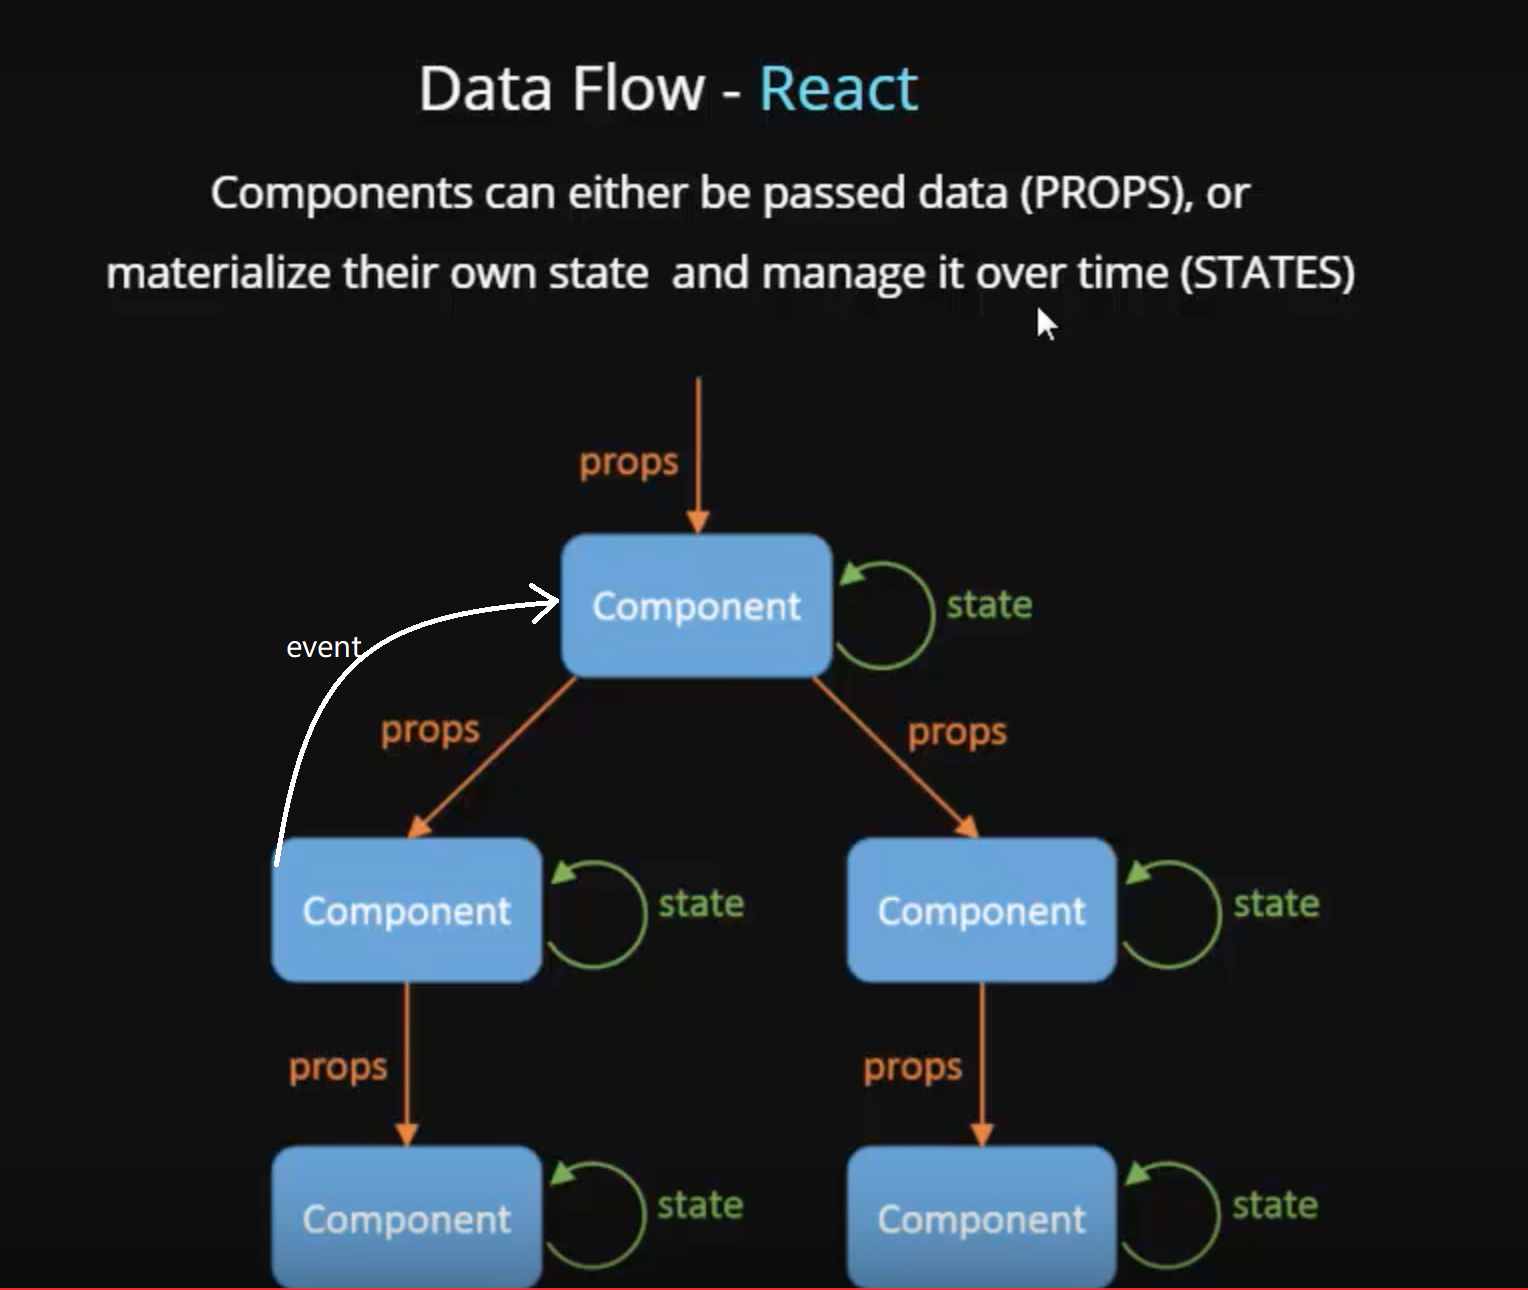 Data Flow - React
Components can either be passed data (PROPS), or
materialize their own state and manage it over time (STATES)
props
Component
state
event
props
props
Component
state
Component
state
props
props
Component
state
Component
state